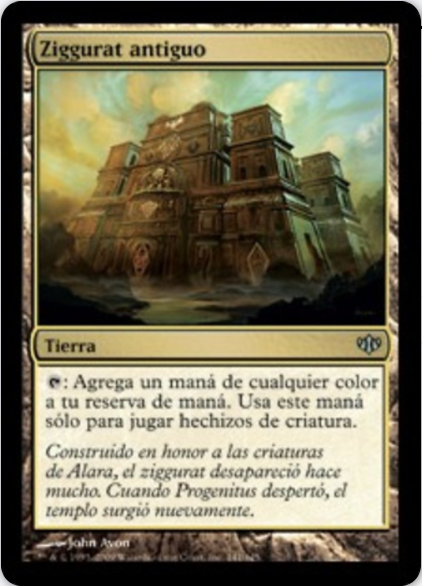 Ziggurat antiguo
Tierra
: Agrega un maná de cualquier color
a tu reserva de maná. Usa este maná
sólo para jugar hechizos de criatura.
Construido en honor a las criaturas
de Alara, el ziggurat desapareció hace
mucho. Cuando Progenitus despertó, el
templo surgió nuevamente.
John Avon